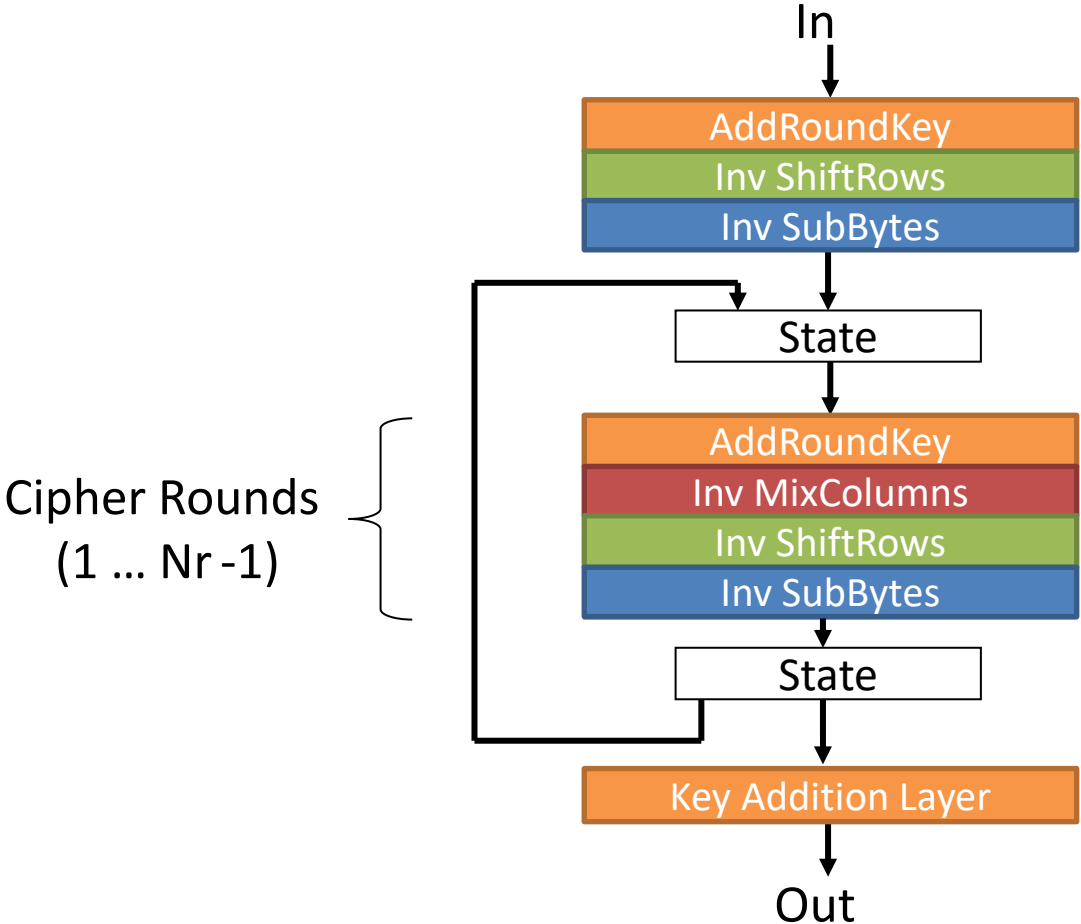 In
AddRoundKey
Inv ShiftRows
Inv SubBytes
State
AddRoundKey
Inv MixColumns
Inv ShiftRows
Inv SubBytes
Cipher Rounds
(1 ... Nr -1)
State
Key Addition Layer
Out